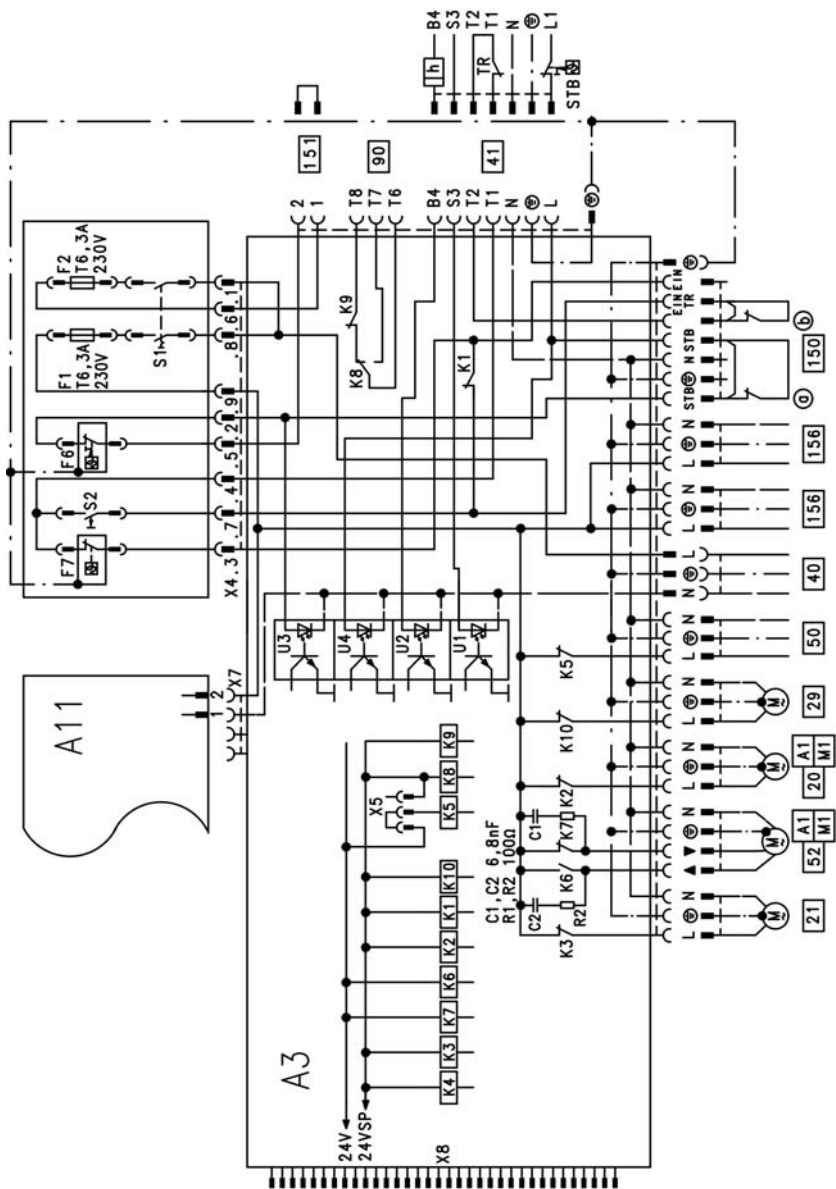 A11
X7
1 2
F7
S2
F6
F1
T6,3A
230V
S1
F2
T6,3A
230V
X4.3 .7 .4 .5 .2 .9 .8 .6 .1
151
90
41
2
1
T8
T7
T6
B4
S3
T2
T1
N
L
h
B4
S3
T2
T1
N
L1
TR
STB
A3
24V
24VSP
X8
K4
K3
K7
K6
K2
K1
K10
K5
K8
K9
X5
U3
U4
U2
U1
K9
K8
K1
C1,C2 6,8nF
R1,R2 100Ω
K3
C2
R2
K6
K7
C1
K2
K10
K5
L N
N
L N
L N
L N
N L
L N
L N
STB N STB EIN TR EIN
M~
M~
M~
M~
21
52
A1
M1
20
A1
M1
29
50
40
156
156
150
a
b